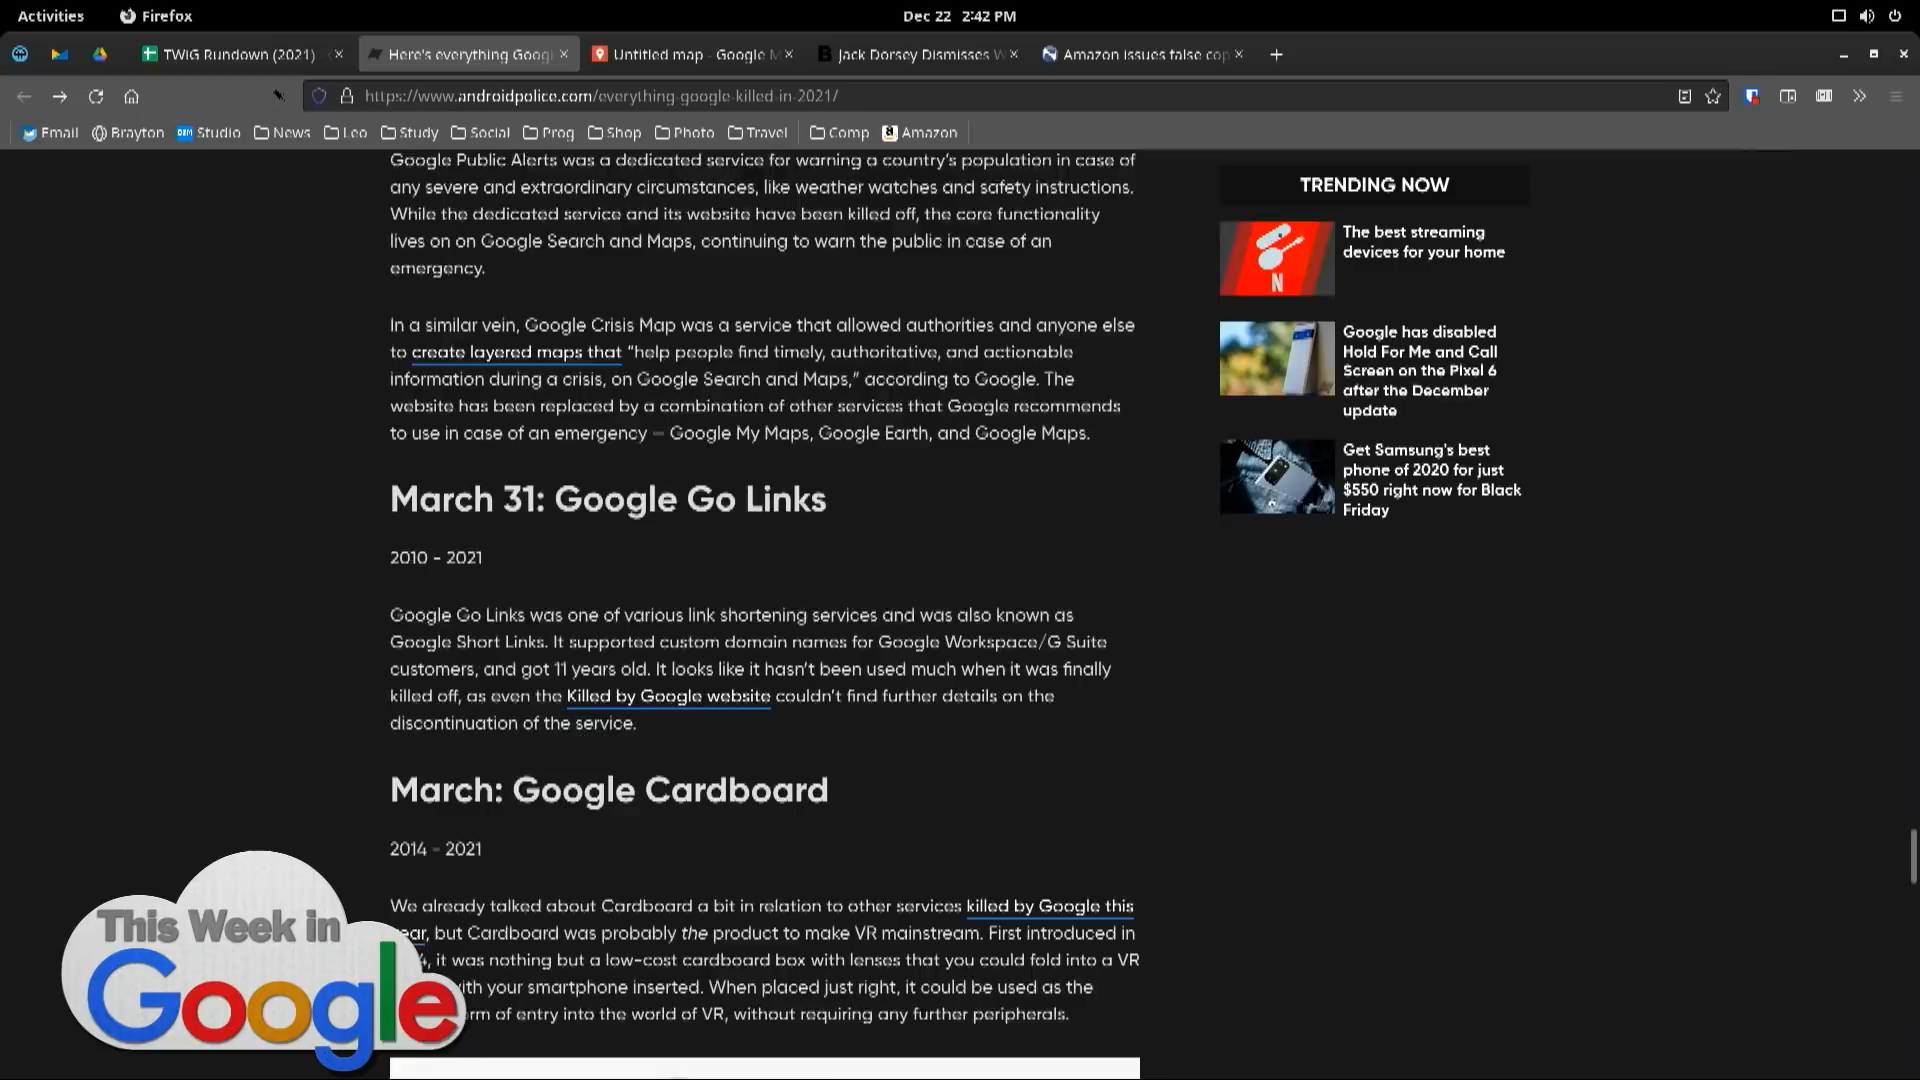 Activities Firefox Dec 22 2:42 PM
TWiG Rundown (2021) Here's everything Googl Untitled map - Google M Jack Dorsey Dismisses W Amazon issues false cop
https://www.androidpolice.com/everything-google-killed-in-2021/
Email Brayton Studio News Leo Study Social Prog Shop Photo Travel Comp Amazon
Google Public Alerts was a dedicated service for warning a country's population in case of
any severe and extraordinary circumstances, like weather watches and safety instructions.
While the dedicated service and its website have been killed off, the core functionality
lives on on Google Search and Maps, continuing to warn the public in case of an
emergency.
In a similar vein, Google Crisis Map was a service that allowed authorities and anyone else
to create layered maps that “help people find timely, authoritative, and actionable
information during a crisis, on Google Search and Maps,” according to Google. The
website has been replaced by a combination of other services that Google recommends
to use in case of an emergency — Google My Maps, Google Earth, and Google Maps.
March 31: Google Go Links
2010 - 2021
Google Go Links was one of various link shortening services and was also known as
Google Short Links. It supported custom domain names for Google Workspace/G Suite
customers, and got 11 years old. It looks like it hasn't been used much when it was finally
killed off, as even the Killed by Google website couldn't find further details on the
discontinuation of the service.
March: Google Cardboard
2014 - 2021
We already talked about Cardboard a bit in relation to other services killed by Google this
ear, but Cardboard was probably the product to make VR mainstream. First introduced in
4, it was nothing but a low-cost cardboard box with lenses that you could fold into a VR
ith your smartphone inserted. When placed just right, it could be used as the
rm of entry into the world of VR, without requiring any further peripherals.
TRENDING NOW
N
The best streaming
devices for your home
Google has disabled
Hold For Me and Call
Screen on the Pixel 6
after the December
update
Get Samsung's best
phone of 2020 for just
$550 right now for Black
Friday
This Week in
Google